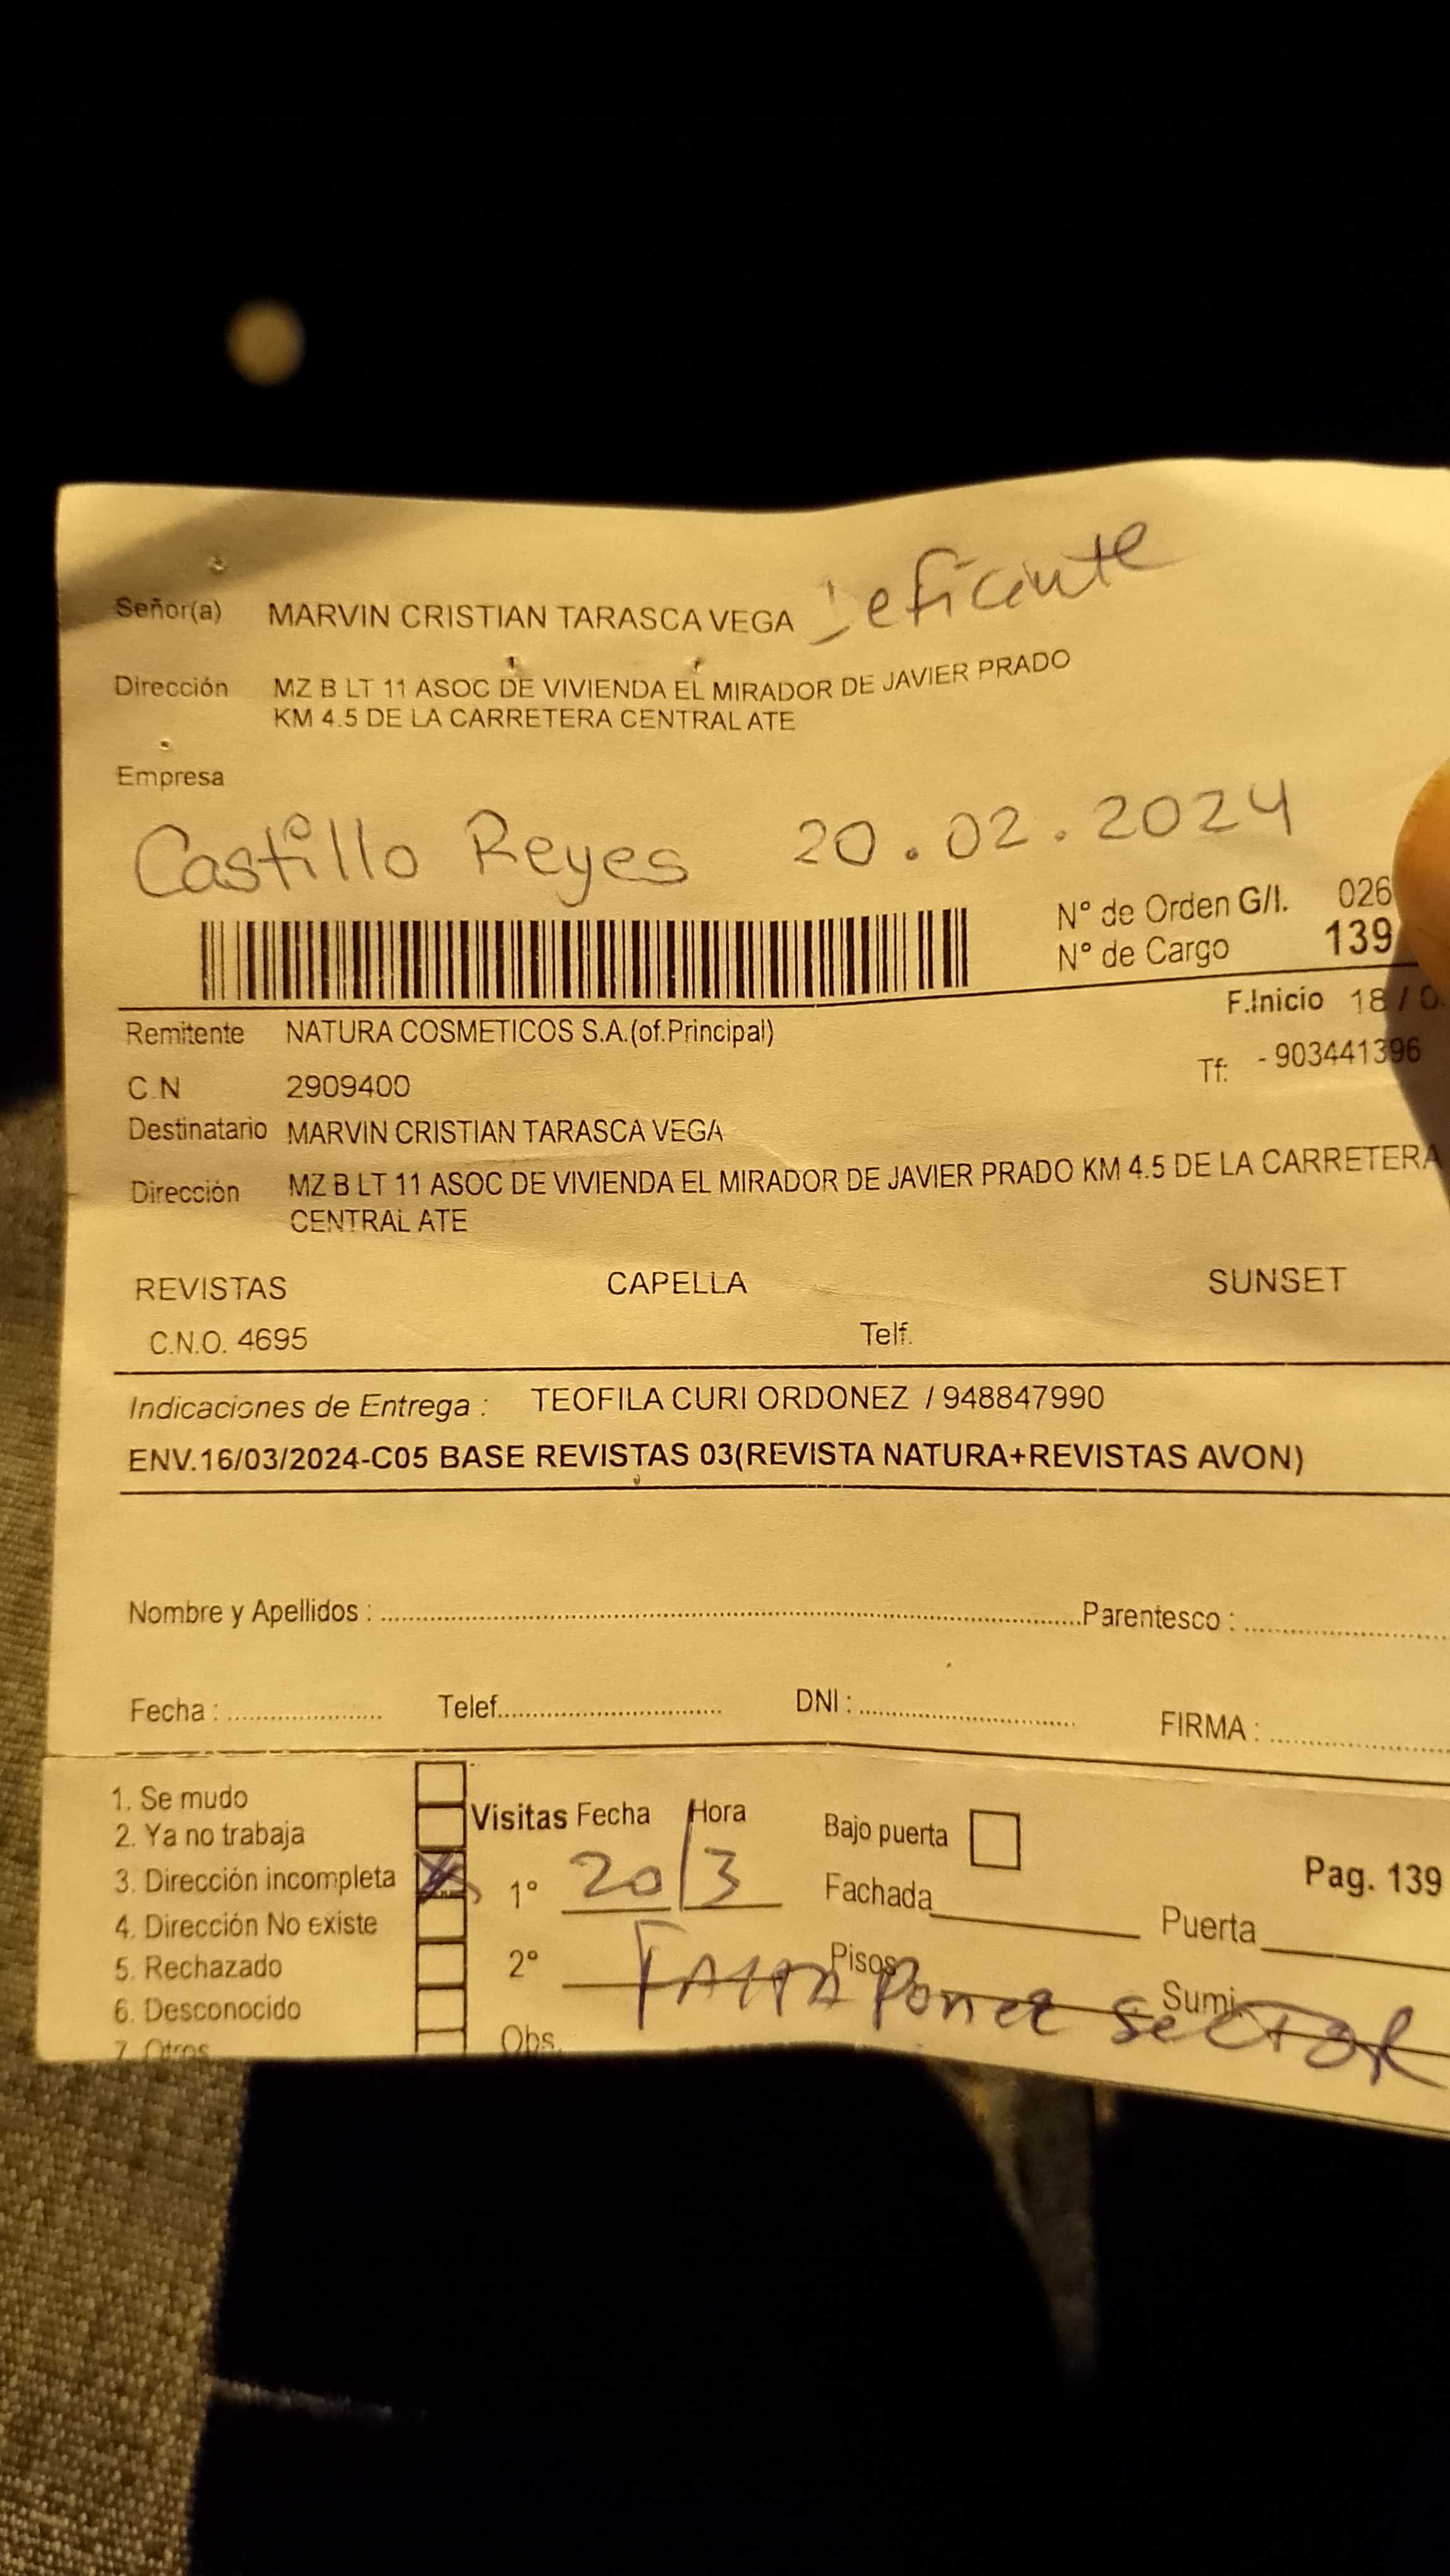 Señor(a) MARVIN CRISTIAN TARASCA VEGA Deficiente
Dirección MZ B LT 11 ASOC DE VIVIENDA EL MIRADOR DE JAVIER PRADO
KM 4.5 DE LA CARRETERA CENTRAL ATE
Empresa
Castillo Reyes 20.02.2024
N° de Orden G/I. 026
N° de Cargo 139
F.Inicio 18 / 0
Remitente NATURA COSMETICOS S.A.(of.Principal)
Tf: - 903441396
C.N 2909400
Destinatario MARVIN CRISTIAN TARASCA VEGA
Dirección MZ B LT 11 ASOC DE VIVIENDA EL MIRADOR DE JAVIER PRADO KM 4.5 DE LA CARRETERA
CENTRAL ATE
REVISTAS CAPELLA SUNSET
C.N.O. 4695 Telf.
Indicaciones de Entrega : TEOFILA CURI ORDONEZ / 948847990
ENV.16/03/2024-C05 BASE REVISTAS 03(REVISTA NATURA+REVISTAS AVON)
Nombre y Apellidos : Parentesco :
Fecha : Telef. DNI : FIRMA :
1. Se mudo
2. Ya no trabaja
3. Dirección incompleta X
4. Dirección No existe
5. Rechazado
6. Desconocido
7. Otros
Visitas Fecha Hora
1° 20/3
2°
Obs.
Bajo puerta
Fachada
Pisos
Pag. 139
Puerta
Sumi
FALTA Poner SECTOR